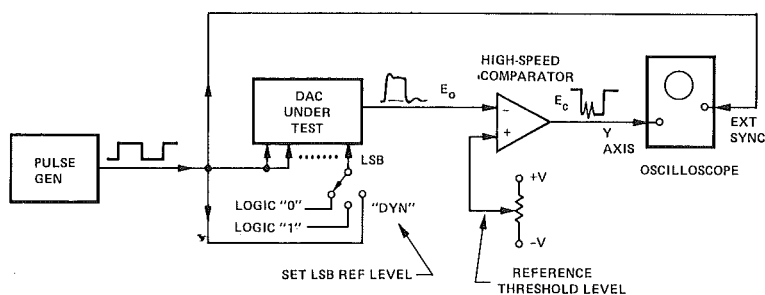 HIGH-SPEED
COMPARATOR
DAC
UNDER
TEST
E₀
E_c
PULSE
GEN
LSB
Y
AXIS
EXT
SYNC
OSCILLOSCOPE
−
+
LOGIC "0"
LOGIC "1"
"DYN"
+V
−V
SET LSB REF LEVEL
REFERENCE
THRESHOLD LEVEL